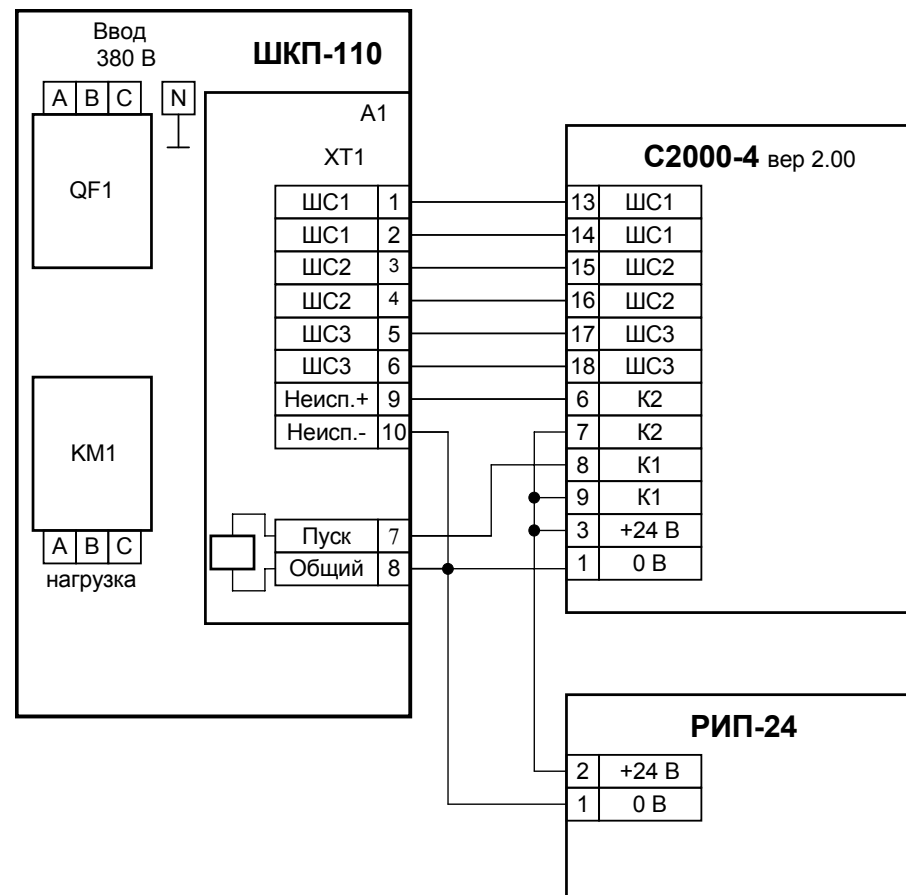 Ввод
380 В
ШКП-110
A B C N
QF1
A1
XT1
ШС1 1
ШС1 2
ШС2 3
ШС2 4
ШС3 5
ШС3 6
Неисп.+ 9
Неисп.- 10
Пуск 7
Общий 8
KM1
A B C
нагрузка
С2000-4 вер 2.00
13 ШС1
14 ШС1
15 ШС2
16 ШС2
17 ШС3
18 ШС3
6 К2
7 К2
8 К1
9 К1
3 +24 В
1 0 В
РИП-24
2 +24 В
1 0 В